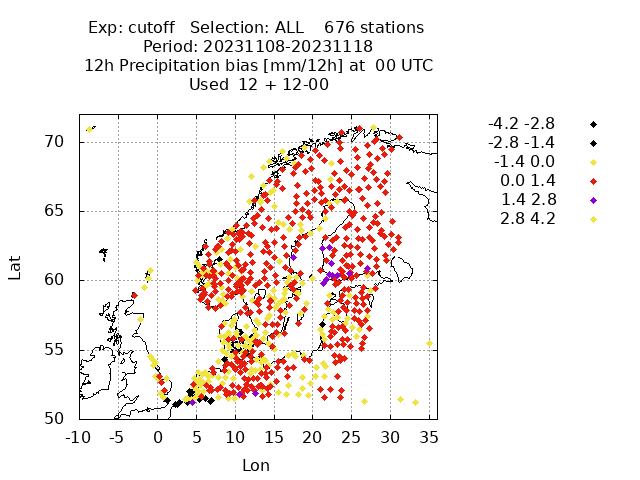 Exp: cutoff   Selection: ALL    676 stations
Period: 20231108-20231118
12h Precipitation bias [mm/12h] at  00 UTC
Used  12 + 12-00
-4.2 -2.8
-2.8 -1.4
-1.4 0.0
0.0 1.4
1.4 2.8
2.8 4.2
70
65
60
55
50
Lat
-10 -5 0 5 10 15 20 25 30 35
Lon